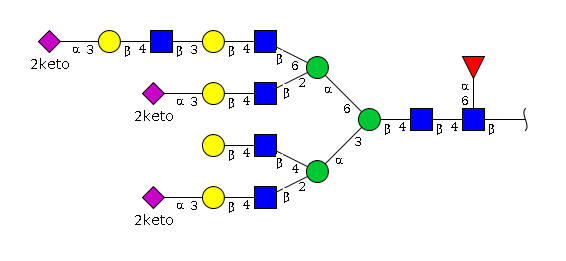 α 3 β 4 β 3 β 4 β 6
2keto
α 3 β 4 β 2 α 6
2keto
α 6
β 4 β 4 β
β 4 β 4 α 3
α 3 β 4 β 2
2keto